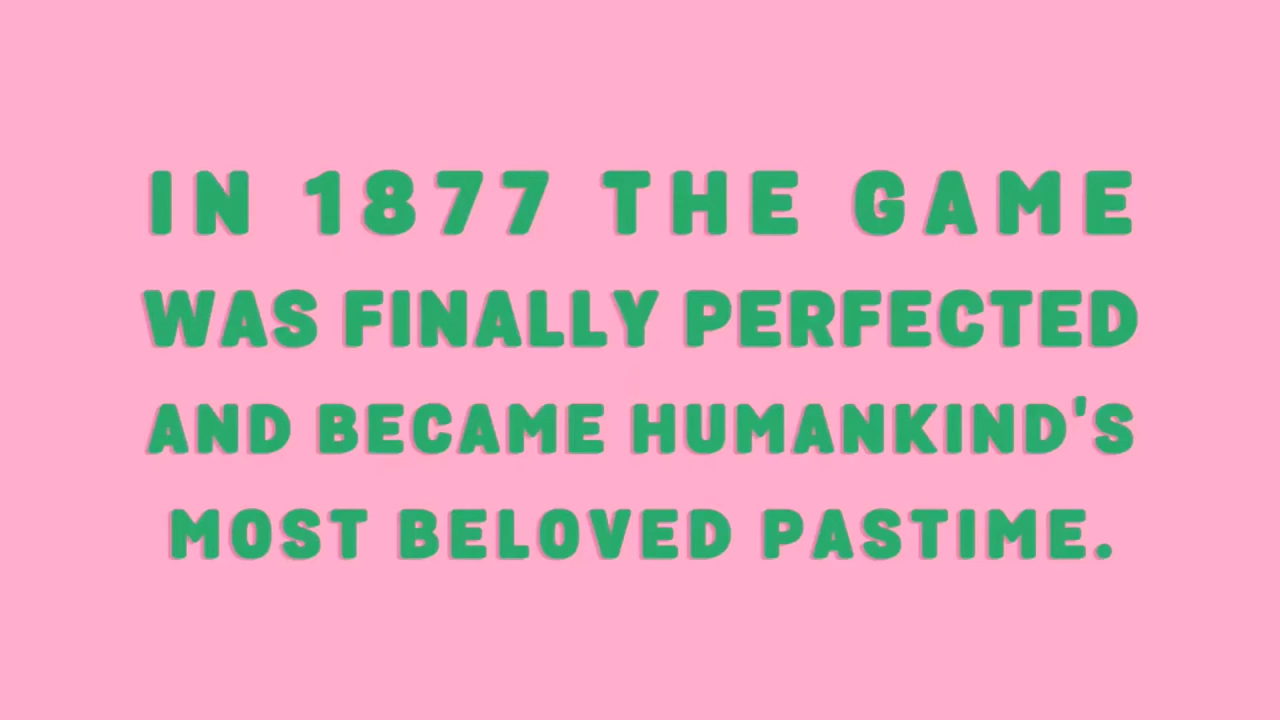 IN 1877 THE GAME
WAS FINALLY PERFECTED
AND BECAME HUMANKIND'S
MOST BELOVED PASTIME.